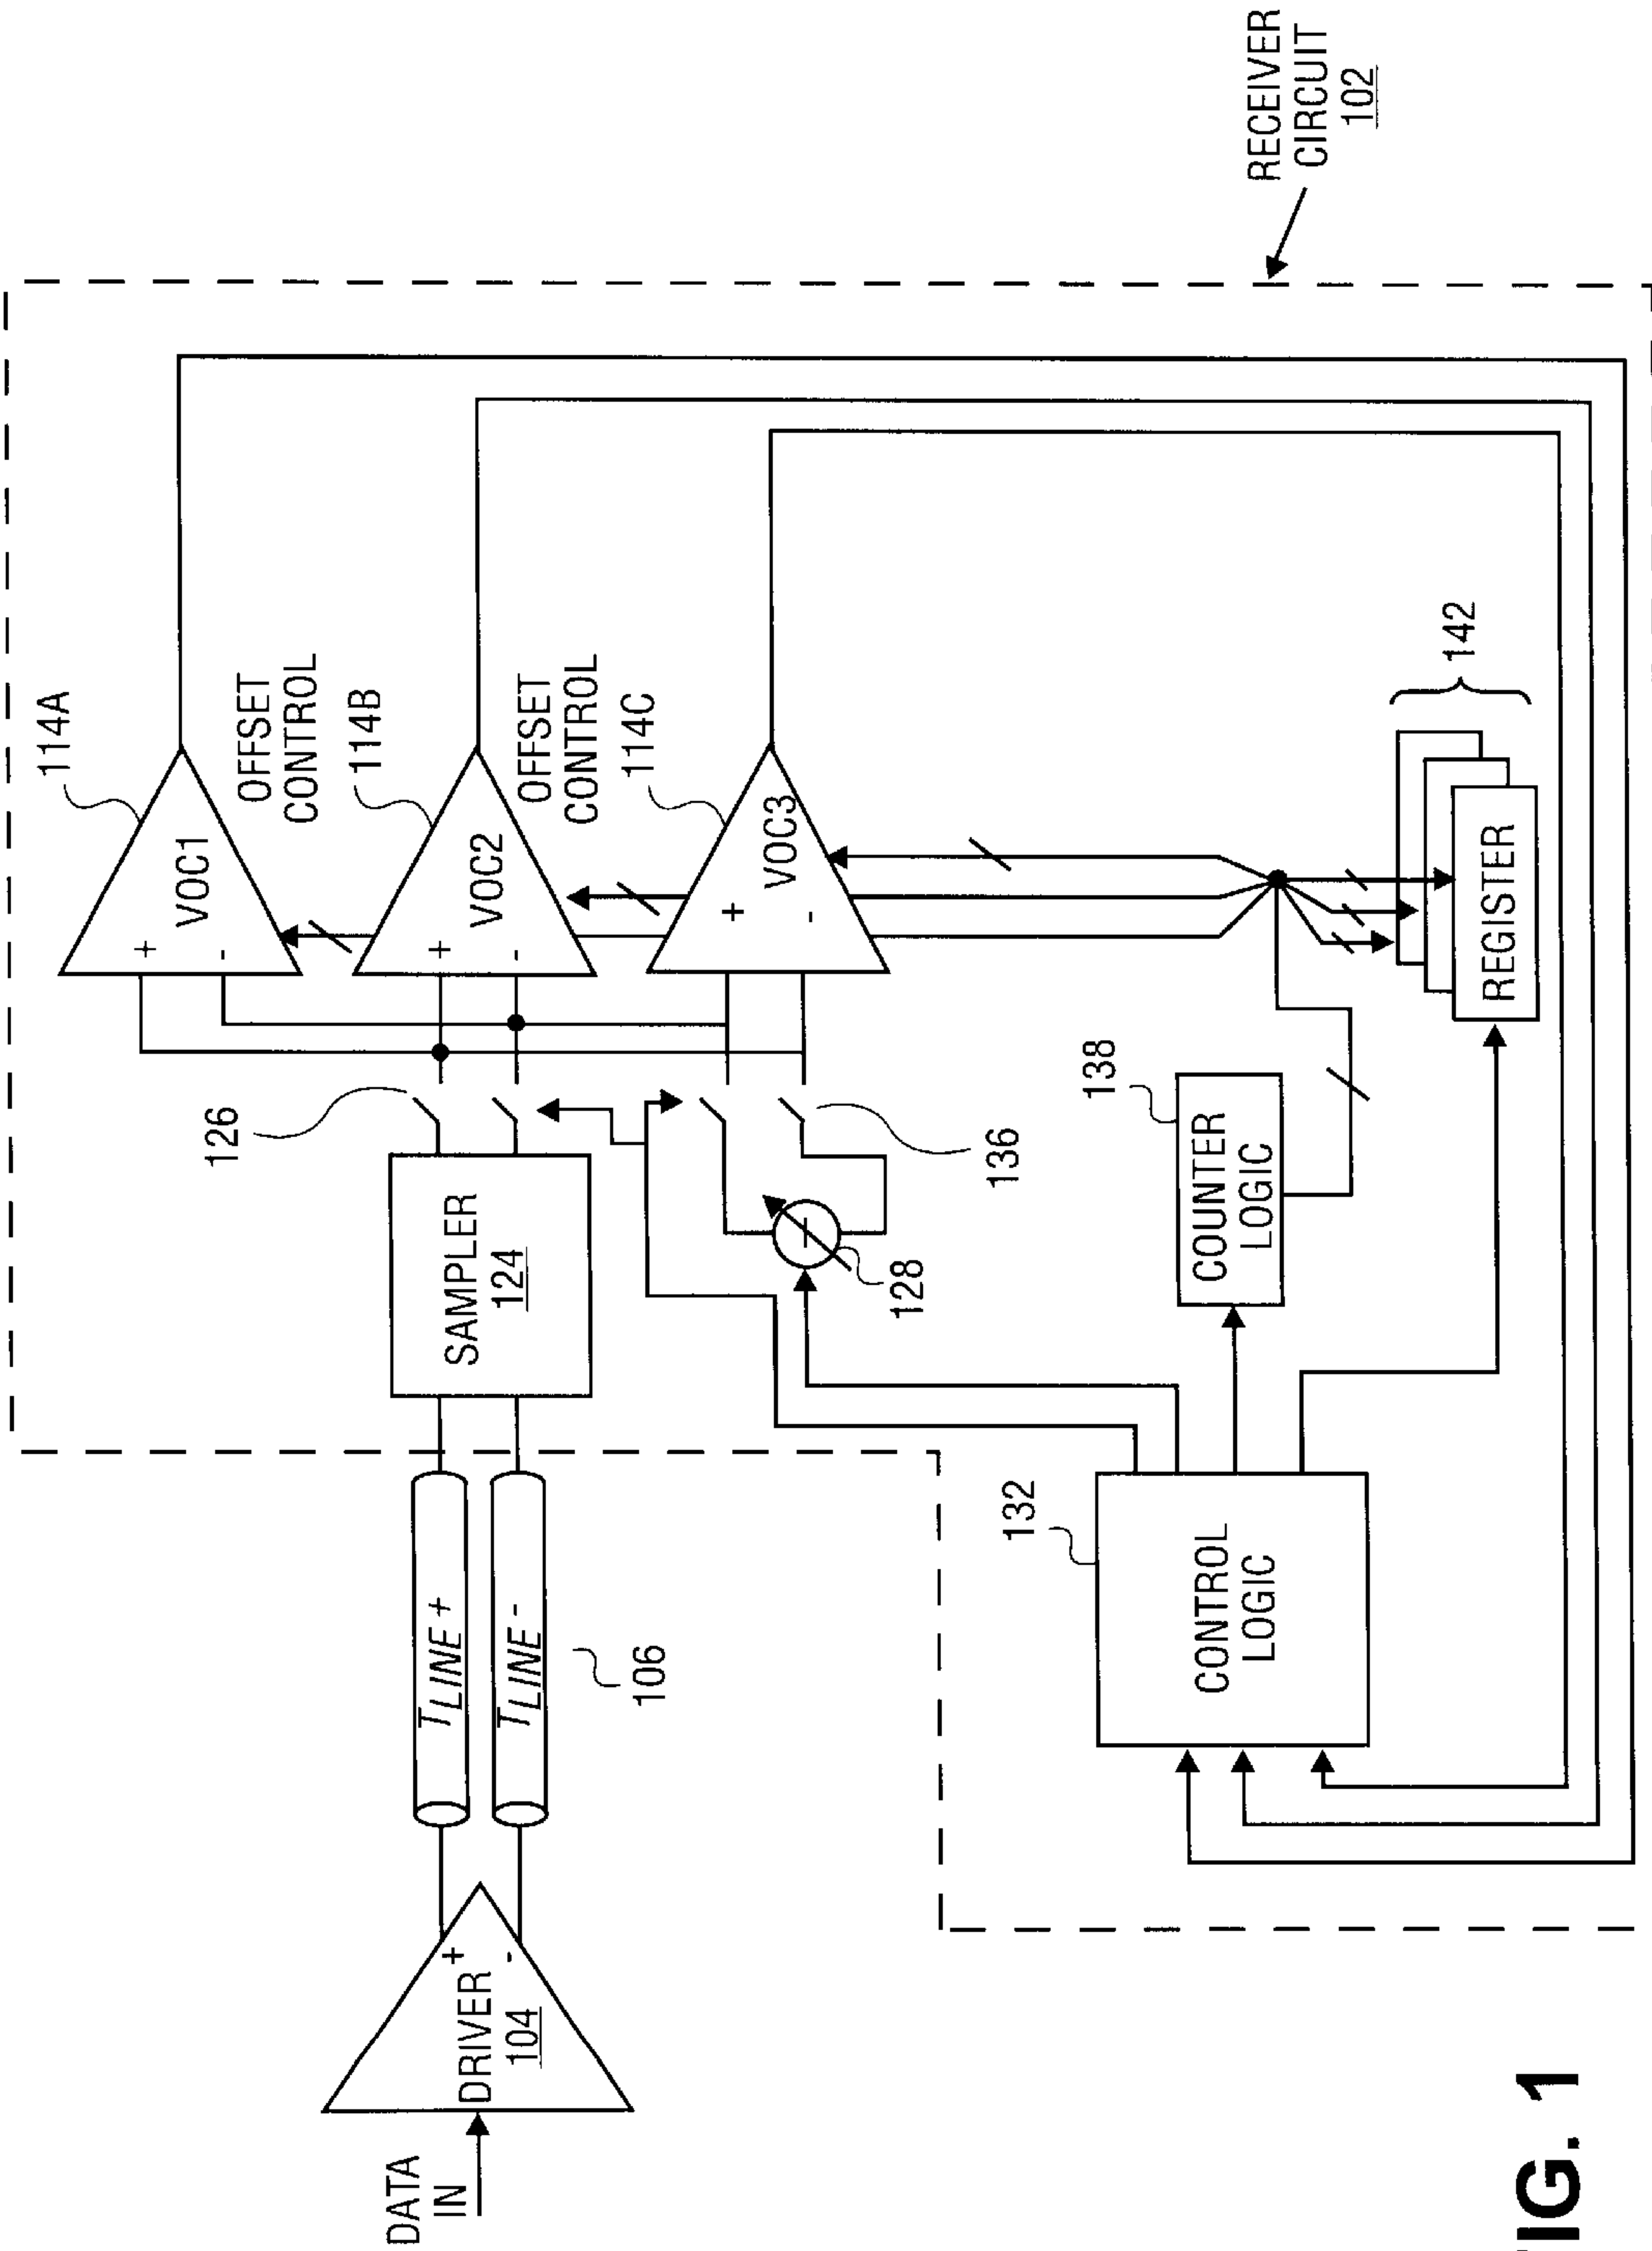 114A
VOC1
+
-
OFFSET
CONTROL
114B
VOC2
+
-
OFFSET
CONTROL
114C
VOC3
+
-
RECEIVER
CIRCUIT
102
126
SAMPLER
124
136
128
138
COUNTER
LOGIC
142
REGISTER
DATA
IN
DRIVER
104
+
-
TLINE+
TLINE-
106
132
CONTROL
LOGIC
IG. 1